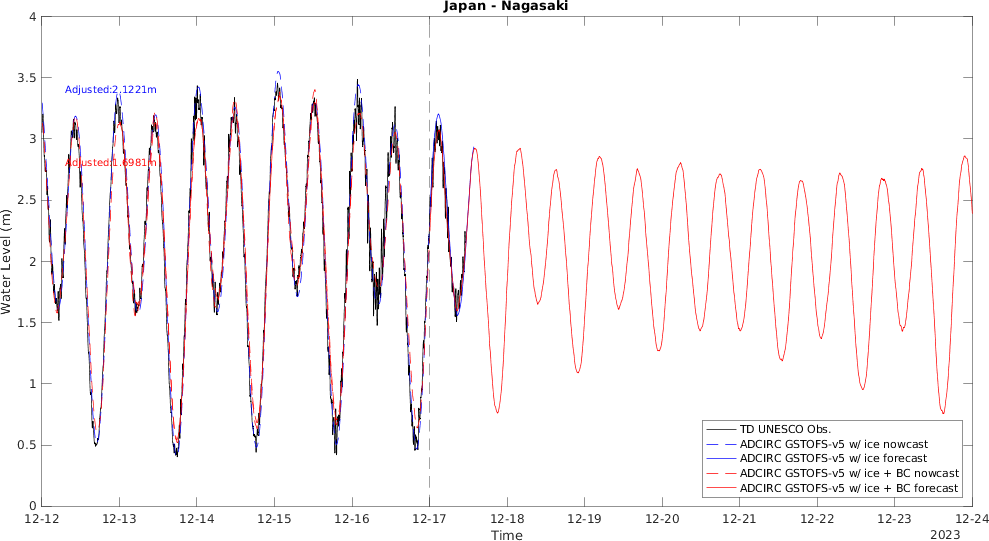 Japan - Nagasaki
Water Level (m)
4
3.5
3
2.5
2
1.5
1
0.5
0
Adjusted:2.1221m
Adjusted:1.6981m
TD UNESCO Obs.
ADCIRC GSTOFS-v5 w/ ice nowcast
ADCIRC GSTOFS-v5 w/ ice forecast
ADCIRC GSTOFS-v5 w/ ice + BC nowcast
ADCIRC GSTOFS-v5 w/ ice + BC forecast
12-12 12-13 12-14 12-15 12-16 12-17 12-18 12-19 12-20 12-21 12-22 12-23 12-24
Time
2023